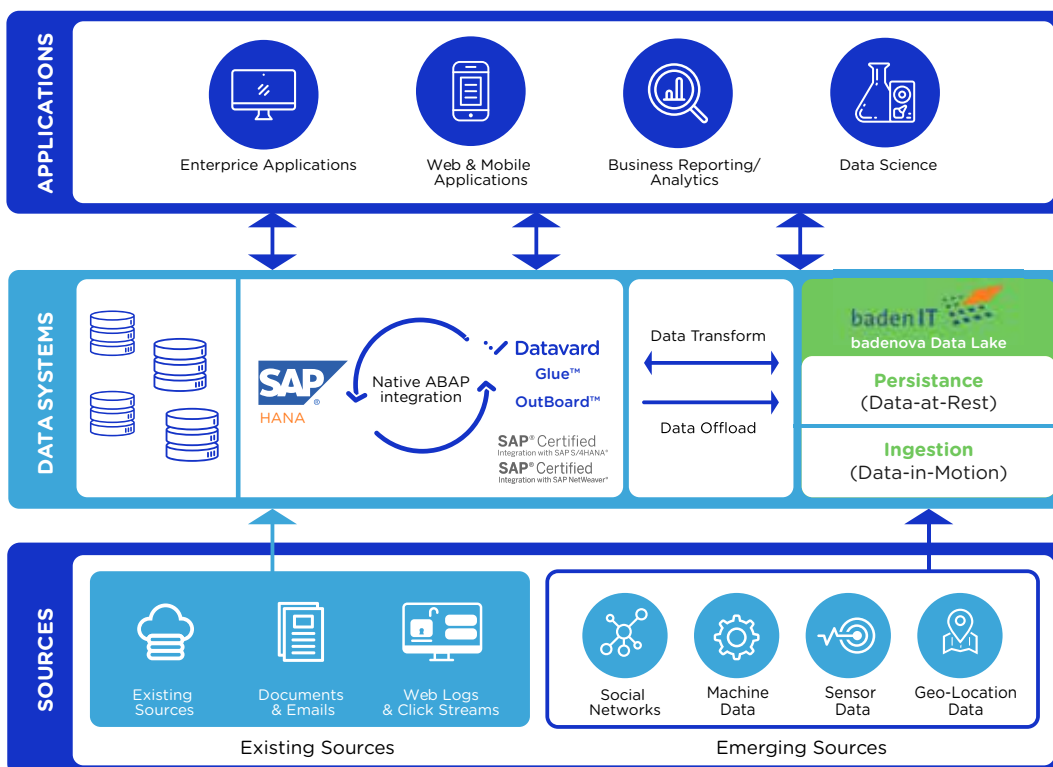 APPLICATIONS
Enterprice Applications
Web & Mobile
Applications
Business Reporting/
Analytics
Data Science
DATA SYSTEMS
SAP®
HANA
Native ABAP
integration
Datavard
Glue™
OutBoard™
SAP® Certified
Integration with SAP S/4HANA®
SAP® Certified
Integration with SAP NetWeaver®
Data Transform
Data Offload
baden IT
badenova Data Lake
Persistance
(Data-at-Rest)
Ingestion
(Data-in-Motion)
SOURCES
Existing
Sources
Documents
& Emails
Web Logs
& Click Streams
Existing Sources
Social
Networks
Machine
Data
Sensor
Data
Geo-Location
Data
Emerging Sources